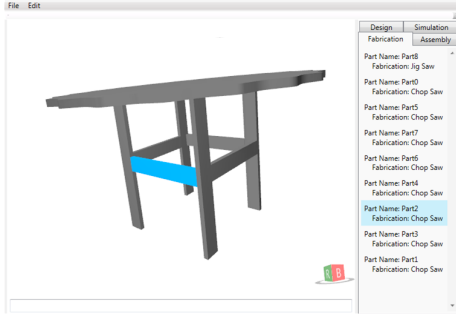 File Edit
Design Simulation
Fabrication Assembly
Part Name: Part8
Fabrication: Jig Saw
Part Name: Part0
Fabrication: Chop Saw
Part Name: Part5
Fabrication: Chop Saw
Part Name: Part7
Fabrication: Chop Saw
Part Name: Part6
Fabrication: Chop Saw
Part Name: Part4
Fabrication: Chop Saw
Part Name: Part2
Fabrication: Chop Saw
Part Name: Part3
Fabrication: Chop Saw
Part Name: Part1
Fabrication: Chop Saw
R B